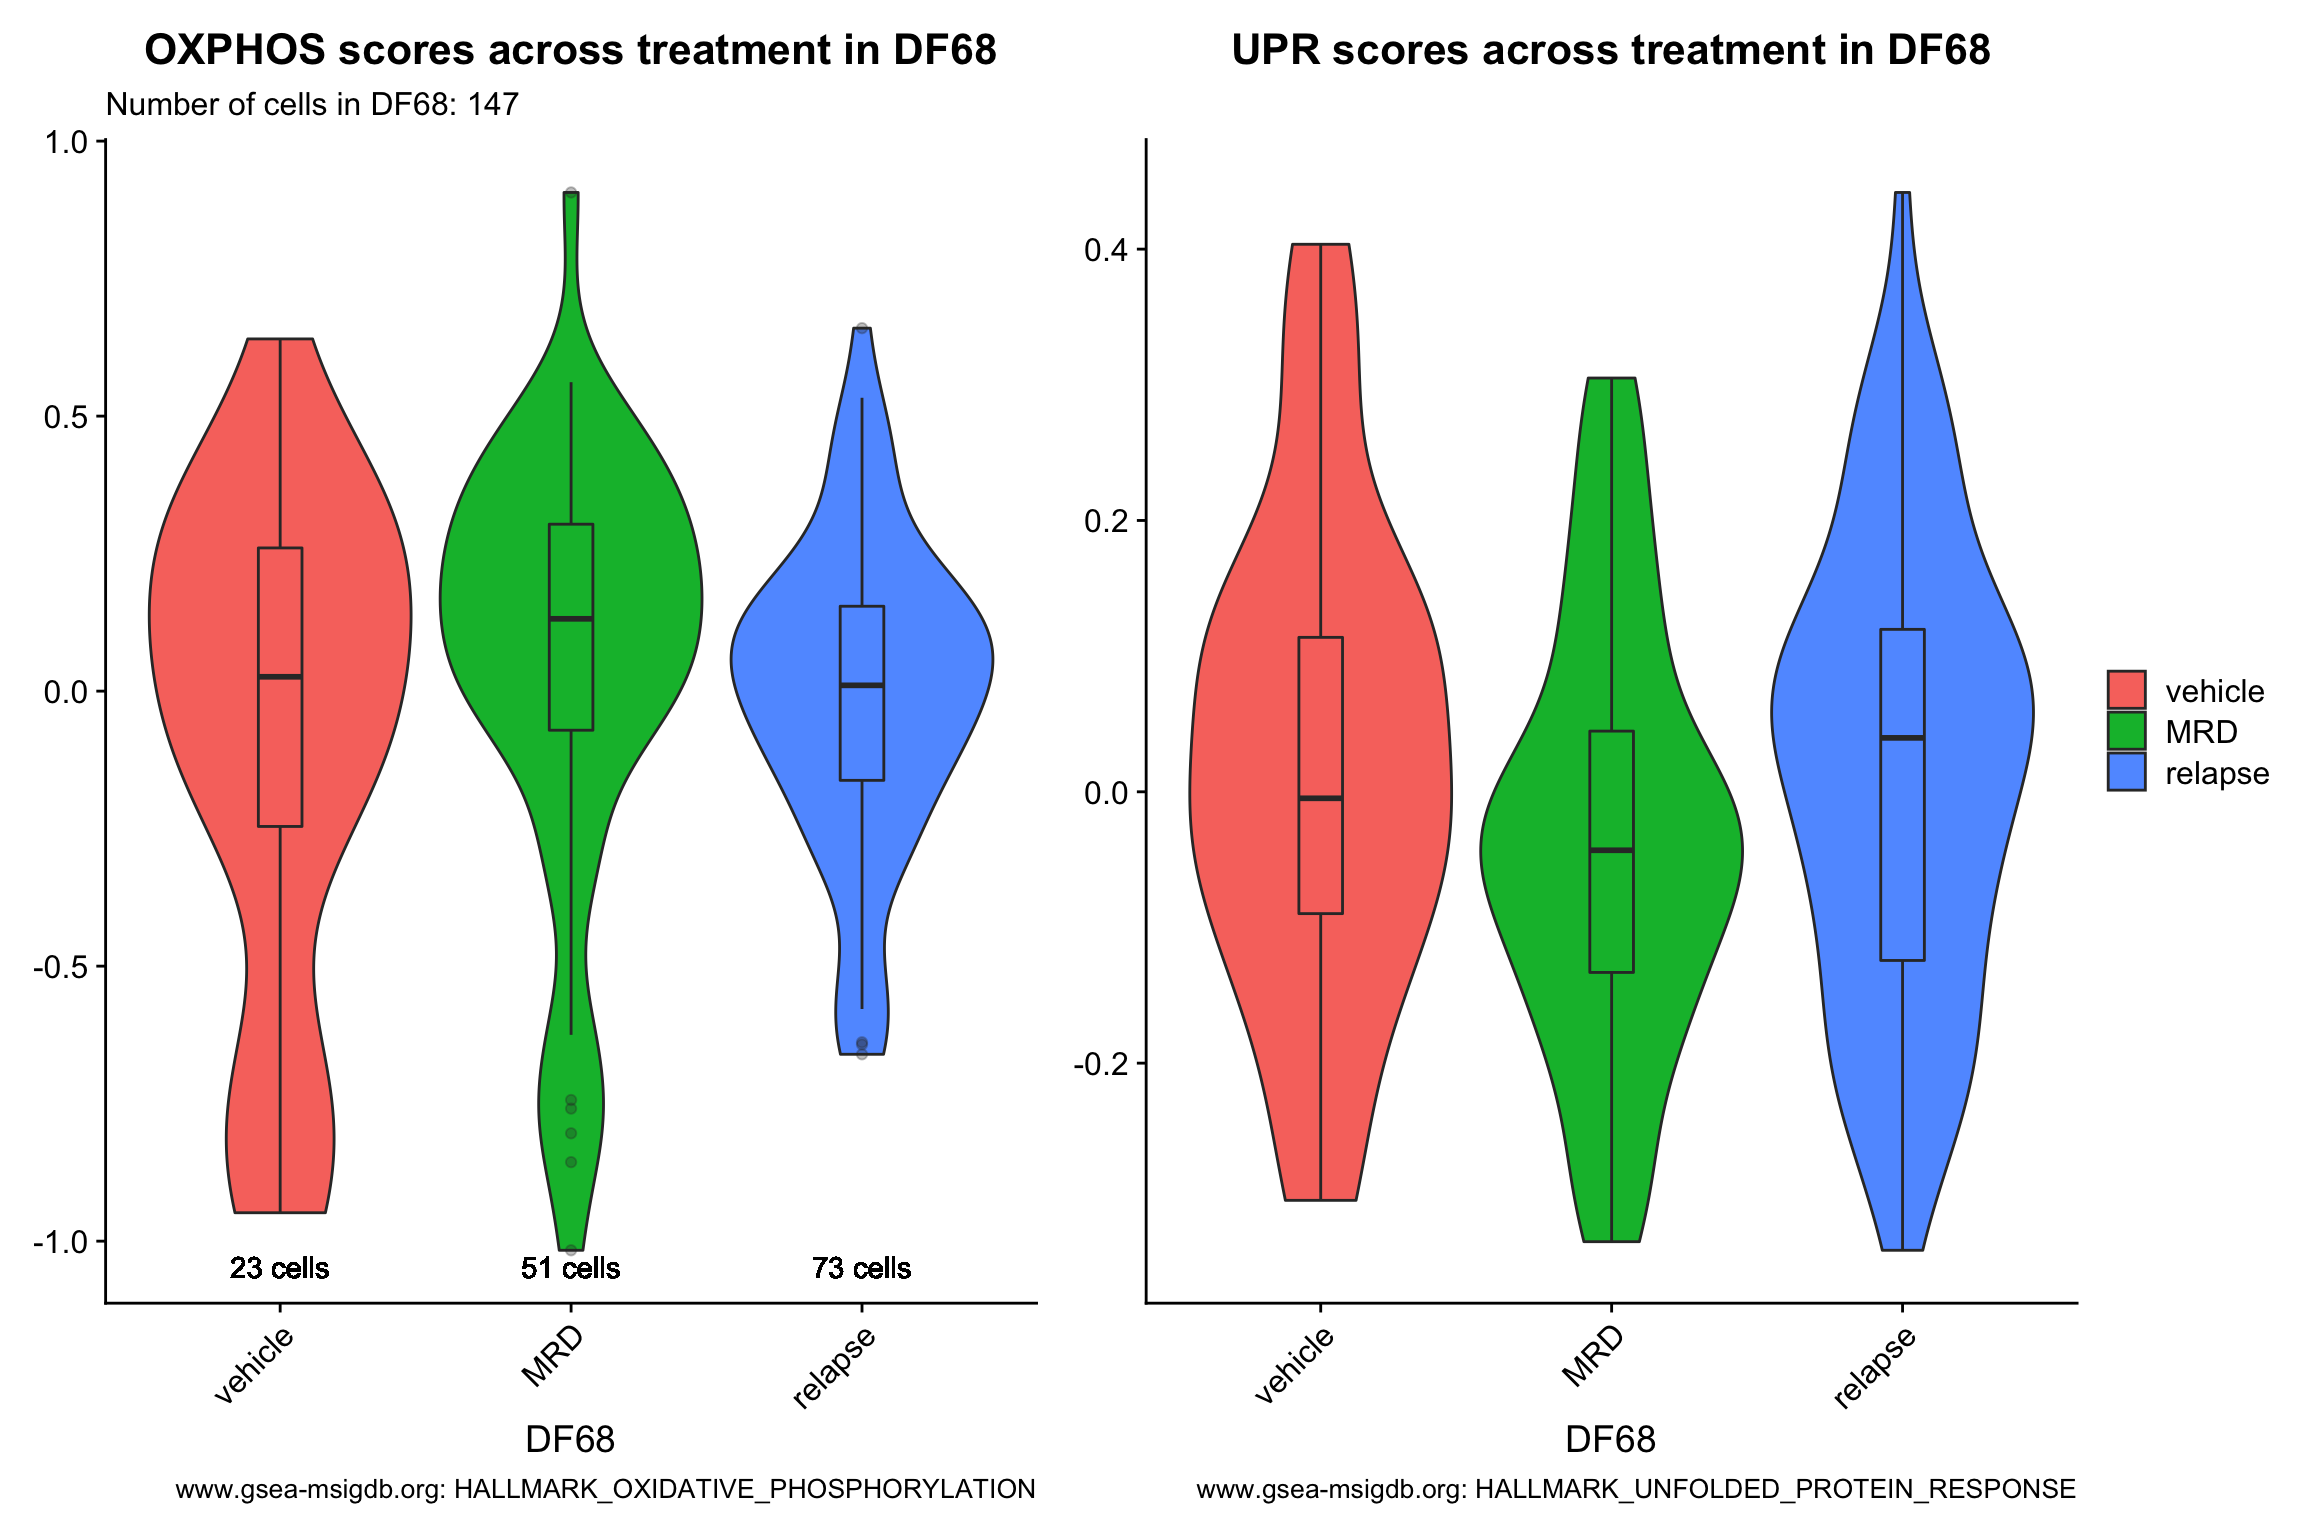 OXPHOS scores across treatment in DF68
Number of cells in DF68: 147
1.0
0.5
0.0
-0.5
-1.0
23 cells
51 cells
73 cells
vehicle
MRD
relapse
DF68
www.gsea-msigdb.org: HALLMARK_OXIDATIVE_PHOSPHORYLATION
UPR scores across treatment in DF68
0.4
0.2
0.0
-0.2
vehicle
MRD
relapse
DF68
www.gsea-msigdb.org: HALLMARK_UNFOLDED_PROTEIN_RESPONSE
vehicle
MRD
relapse